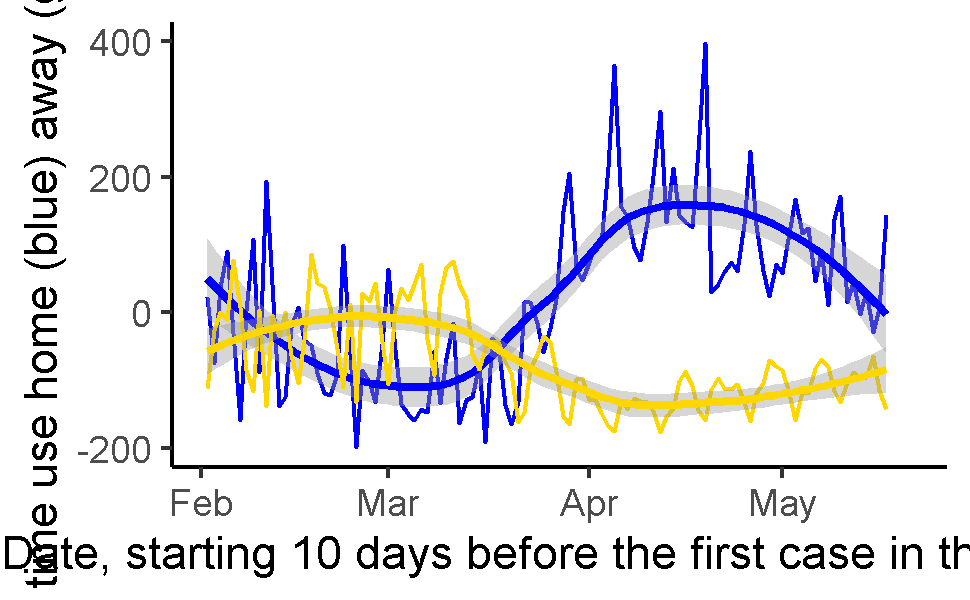 time use home (blue) away (
400
200
0
-200
Feb Mar Apr May
Date, starting 10 days before the first case in th